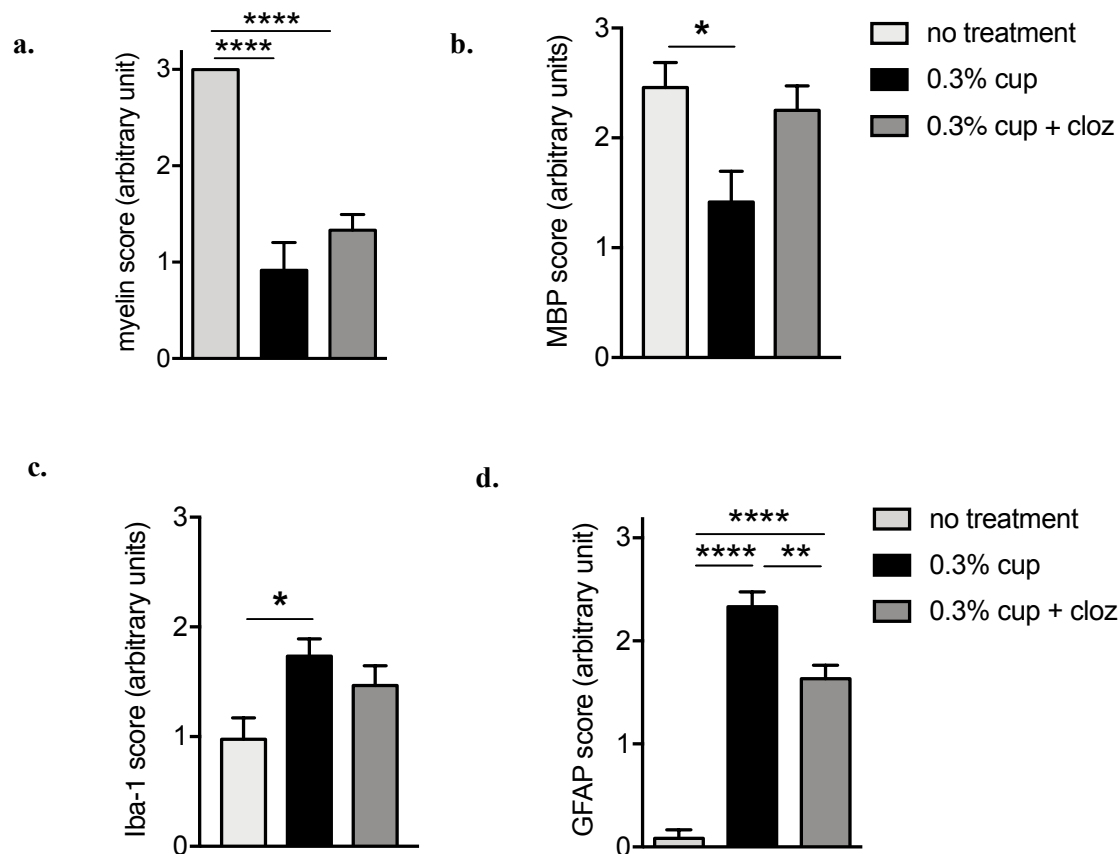 a.
****
****
myelin score (arbitrary unit)
3
2
1
0
b.
*
MBP score (arbitrary units)
3
2
1
0
no treatment
0.3% cup
0.3% cup + cloz
c.
*
Iba-1 score (arbitrary units)
3
2
1
0
d.
****
**** **
GFAP score (arbitrary unit)
3
2
1
0
no treatment
0.3% cup
0.3% cup + cloz